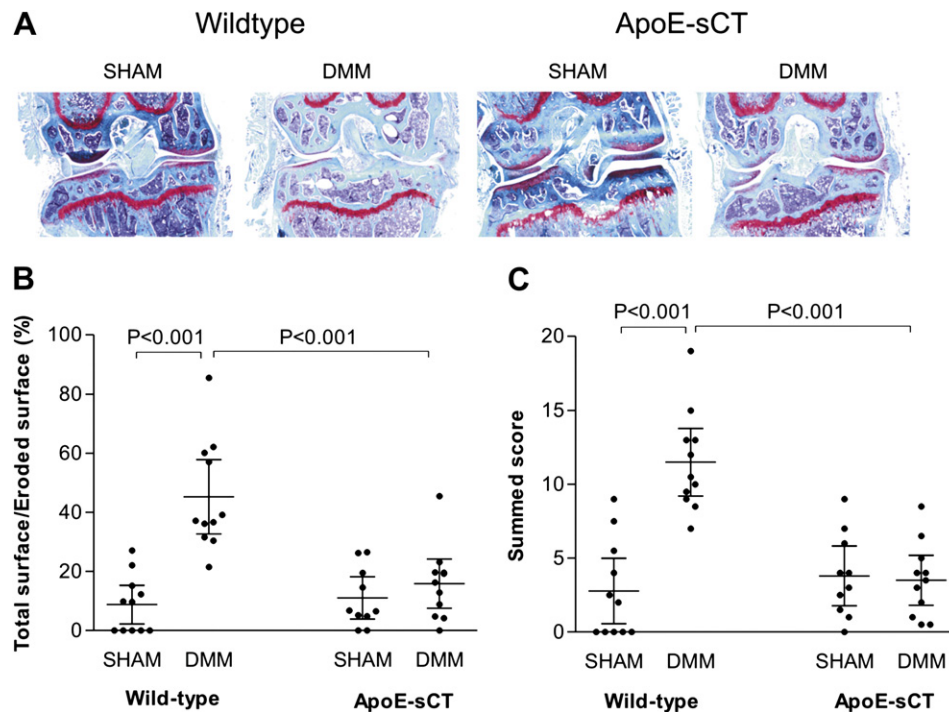 A
Wildtype
ApoE-sCT
SHAM
DMM
SHAM
DMM
B
Total surface/Eroded surface (%)
100
80
60
40
20
0
P<0.001
P<0.001
SHAM
DMM
SHAM
DMM
Wild-type
ApoE-sCT
C
Summed score
20
15
10
5
0
P<0.001
P<0.001
SHAM
DMM
SHAM
DMM
Wild-type
ApoE-sCT